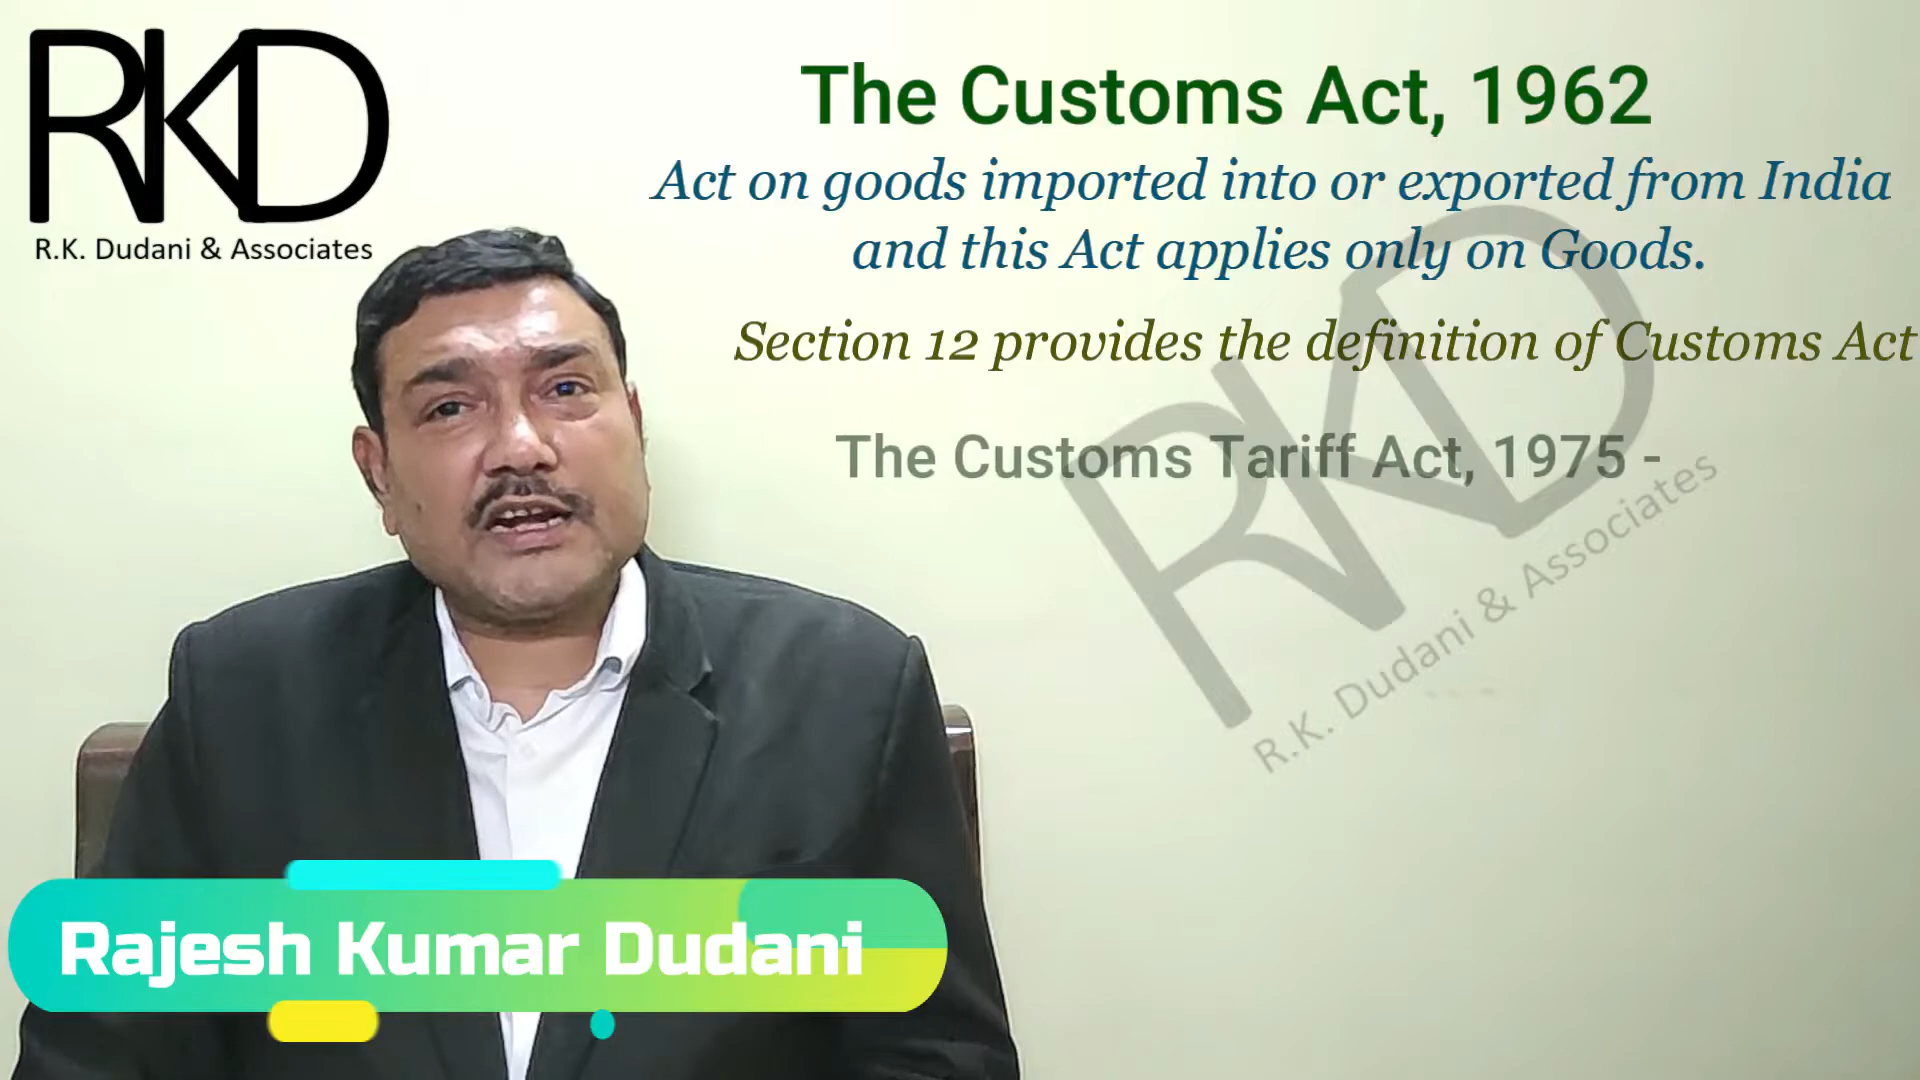 RKD
R.K. Dudani & Associates
The Customs Act, 1962
Act on goods imported into or exported from India
and this Act applies only on Goods.
Section 12 provides the definition of Customs Act
The Customs Tariff Act, 1975 -
RKD
R.K. Dudani & Associates
Rajesh Kumar Dudani